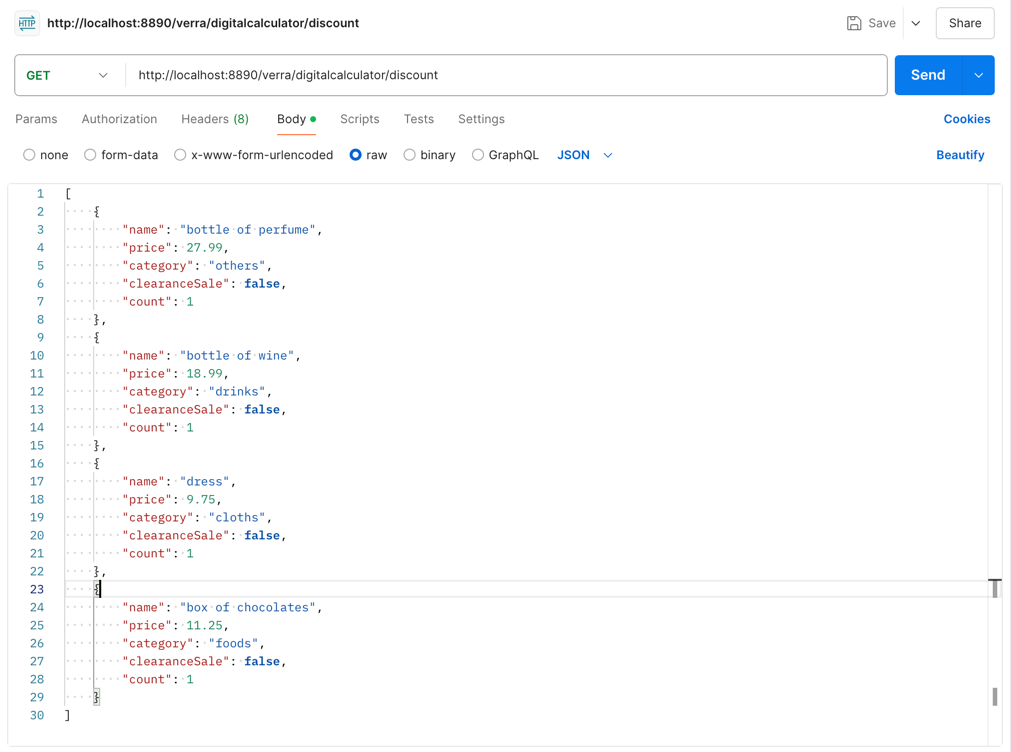 HTTP http://localhost:8890/verra/digitalcalculator/discount Save Share
GET http://localhost:8890/verra/digitalcalculator/discount Send
Params Authorization Headers (8) Body Scripts Tests Settings Cookies
none form-data x-www-form-urlencoded raw binary GraphQL JSON Beautify
1 [
2 {
3 "name": "bottle of perfume",
4 "price": 27.99,
5 "category": "others",
6 "clearanceSale": false,
7 "count": 1
8 },
9 {
10 "name": "bottle of wine",
11 "price": 18.99,
12 "category": "drinks",
13 "clearanceSale": false,
14 "count": 1
15 },
16 {
17 "name": "dress",
18 "price": 9.75,
19 "category": "cloths",
20 "clearanceSale": false,
21 "count": 1
22 },
23 {
24 "name": "box of chocolates",
25 "price": 11.25,
26 "category": "foods",
27 "clearanceSale": false,
28 "count": 1
29 }
30 ]